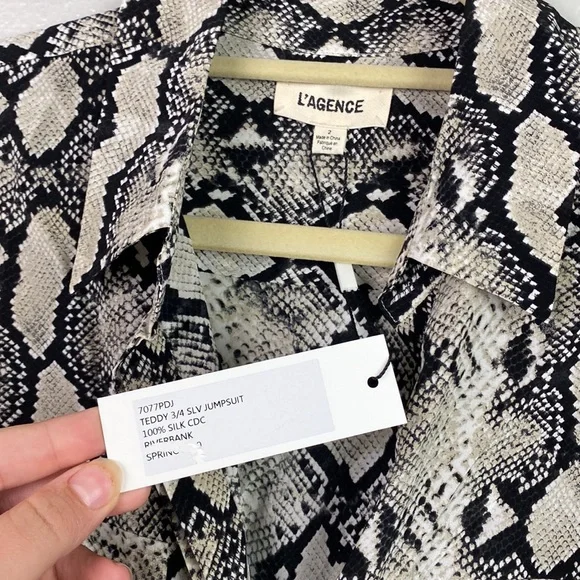 L'AGENCE
2
Made in China
Fabriqué en
Chine
7077PDJ
TEDDY 3/4 SLV JUMPSUIT
100% SILK CDC
RIVERBANK